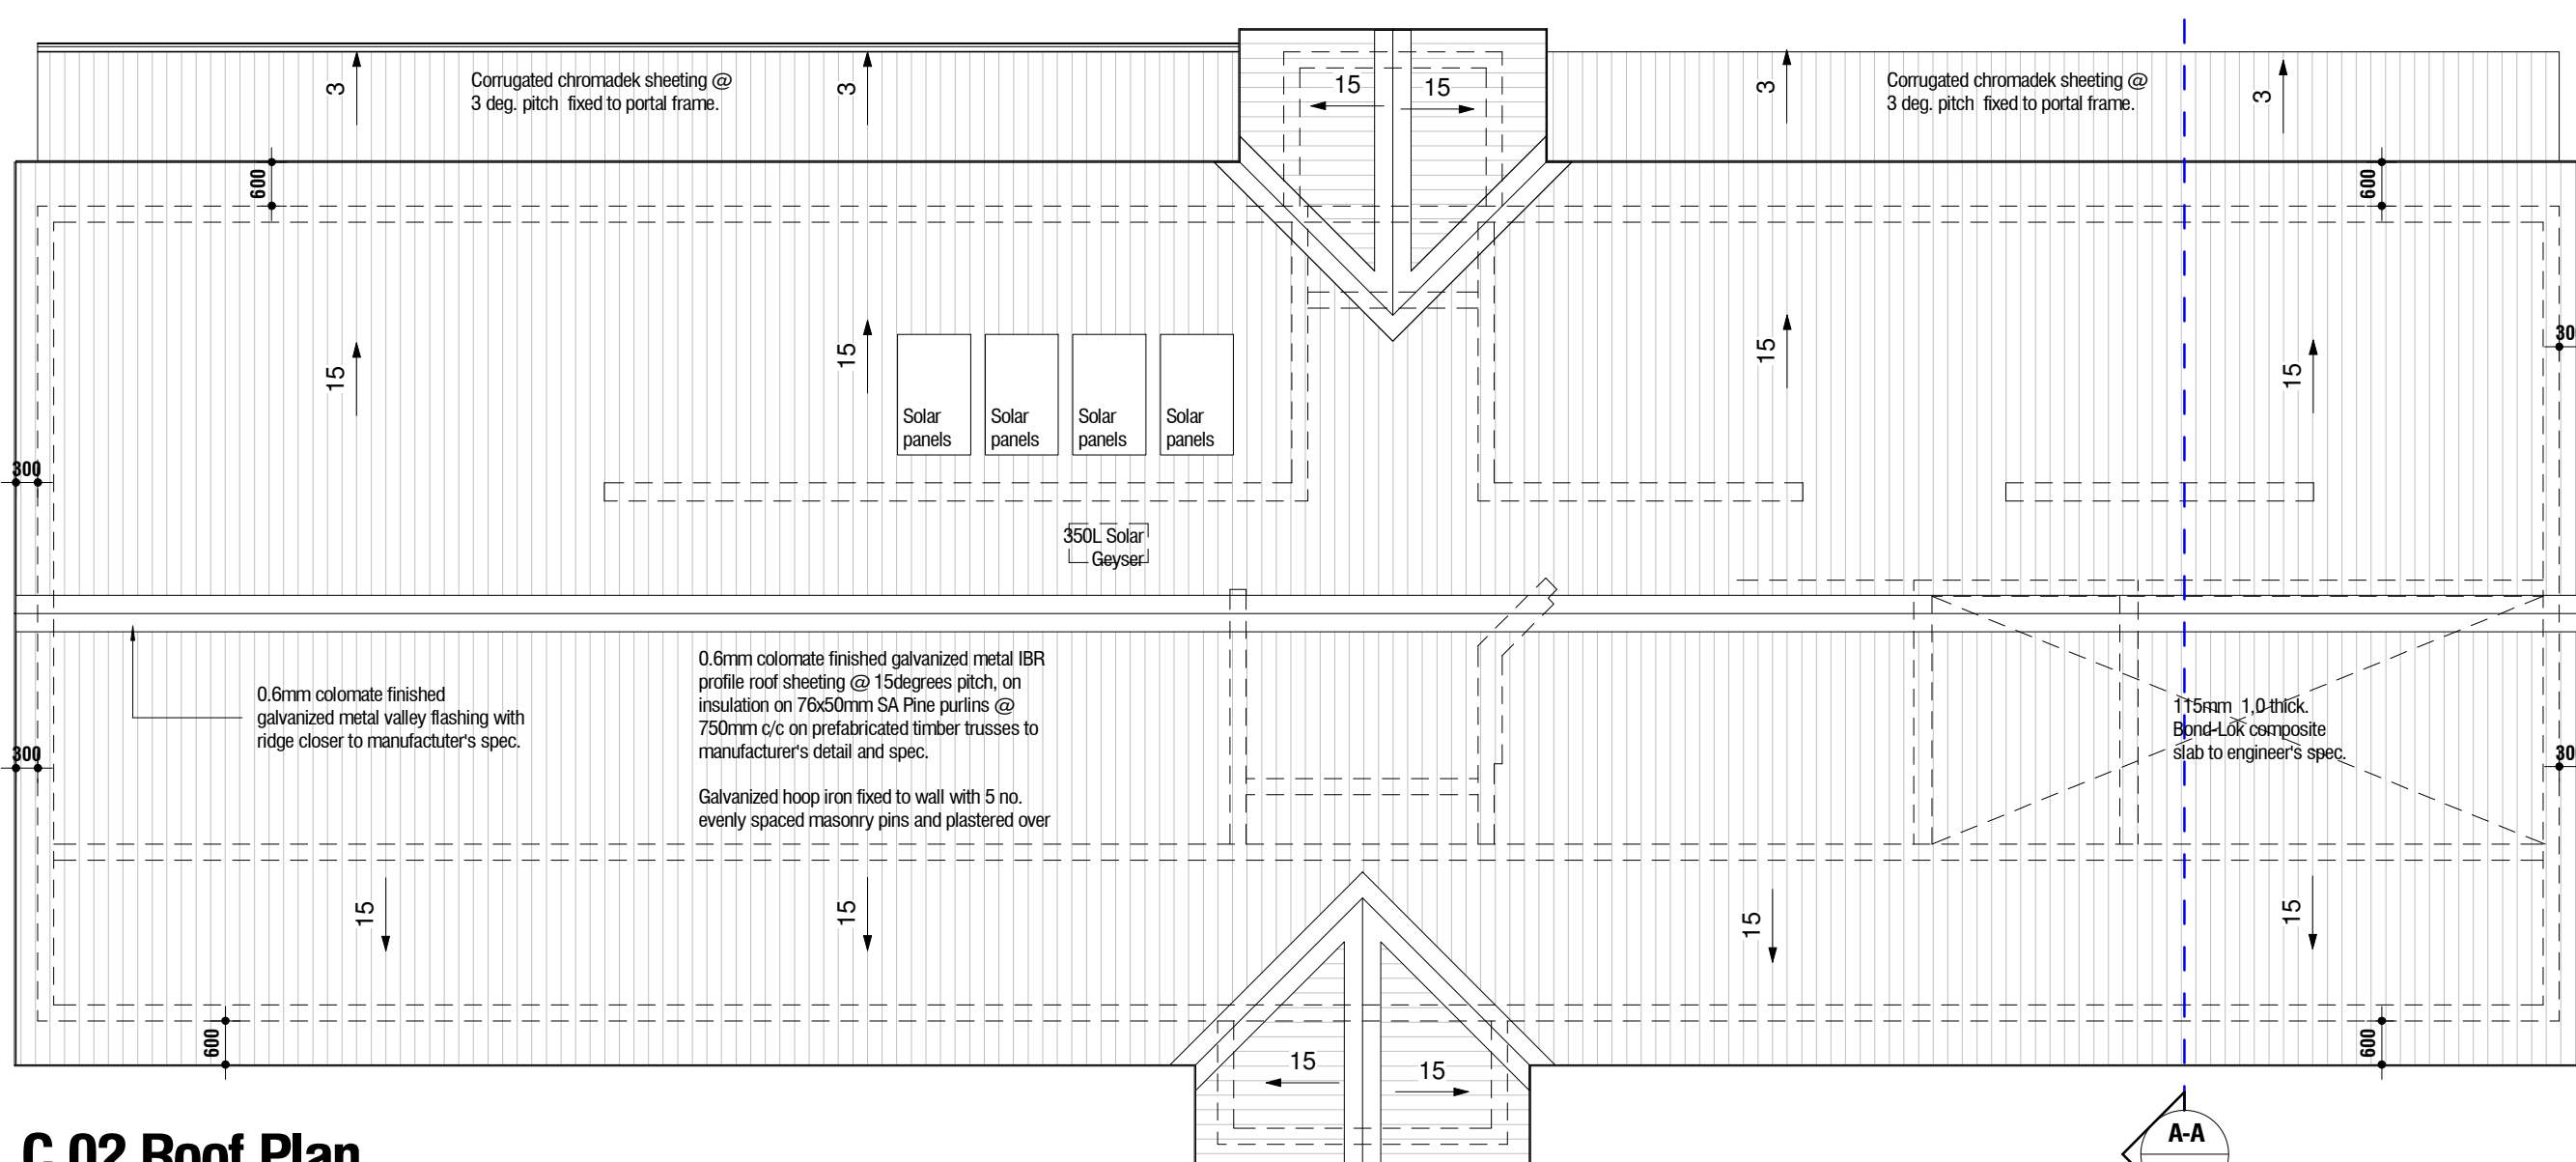 3
Corrugated chromadek sheeting @
3 deg. pitch  fixed to portal frame.
3
15
15
3
Corrugated chromadek sheeting @
3 deg. pitch  fixed to portal frame.
3
600
600
15
15
Solar
panels
Solar
panels
Solar
panels
Solar
panels
15
15
30
300
350L Solar
Geyser
0.6mm colomate finished
galvanized metal valley flashing with
ridge closer to manufactuter's spec.
0.6mm colomate finished galvanized metal IBR
profile roof sheeting @ 15degrees pitch, on
insulation on 76x50mm SA Pine purlins @
750mm c/c on prefabricated timber trusses to
manufacturer's detail and spec.
Galvanized hoop iron fixed to wall with 5 no.
evenly spaced masonry pins and plastered over
115mm  1,0 thick.
Bond-Lok composite
slab to engineer's spec.
300
30
15
15
15
15
600
15
15
600
C.02 Roof Plan
A-A